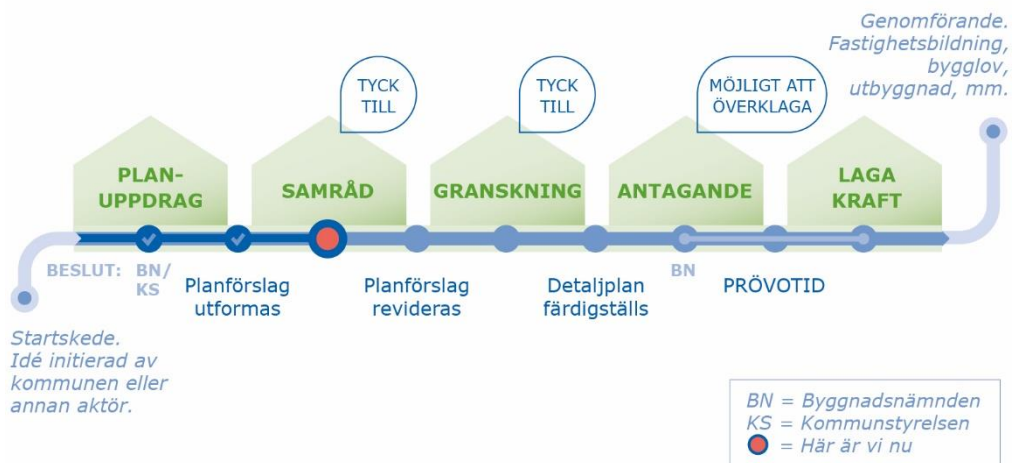 Genomförande.
Fastighetsbildning,
bygglov,
utbyggnad, mm.
TYCK
TILL
TYCK
TILL
MÖJLIGT ATT
ÖVERKLAGA
PLAN-
UPPDRAG
SAMRÅD
GRANSKNING
ANTAGANDE
LAGA
KRAFT
BESLUT:
BN/
KS
Planförslag
utformas
Planförslag
revideras
Detaljplan
färdigställs
BN
PRÖVOTID
Startskede.
Idé initierad av
kommunen eller
annan aktör.
BN = Byggnadsnämnden
KS = Kommunstyrelsen
= Här är vi nu